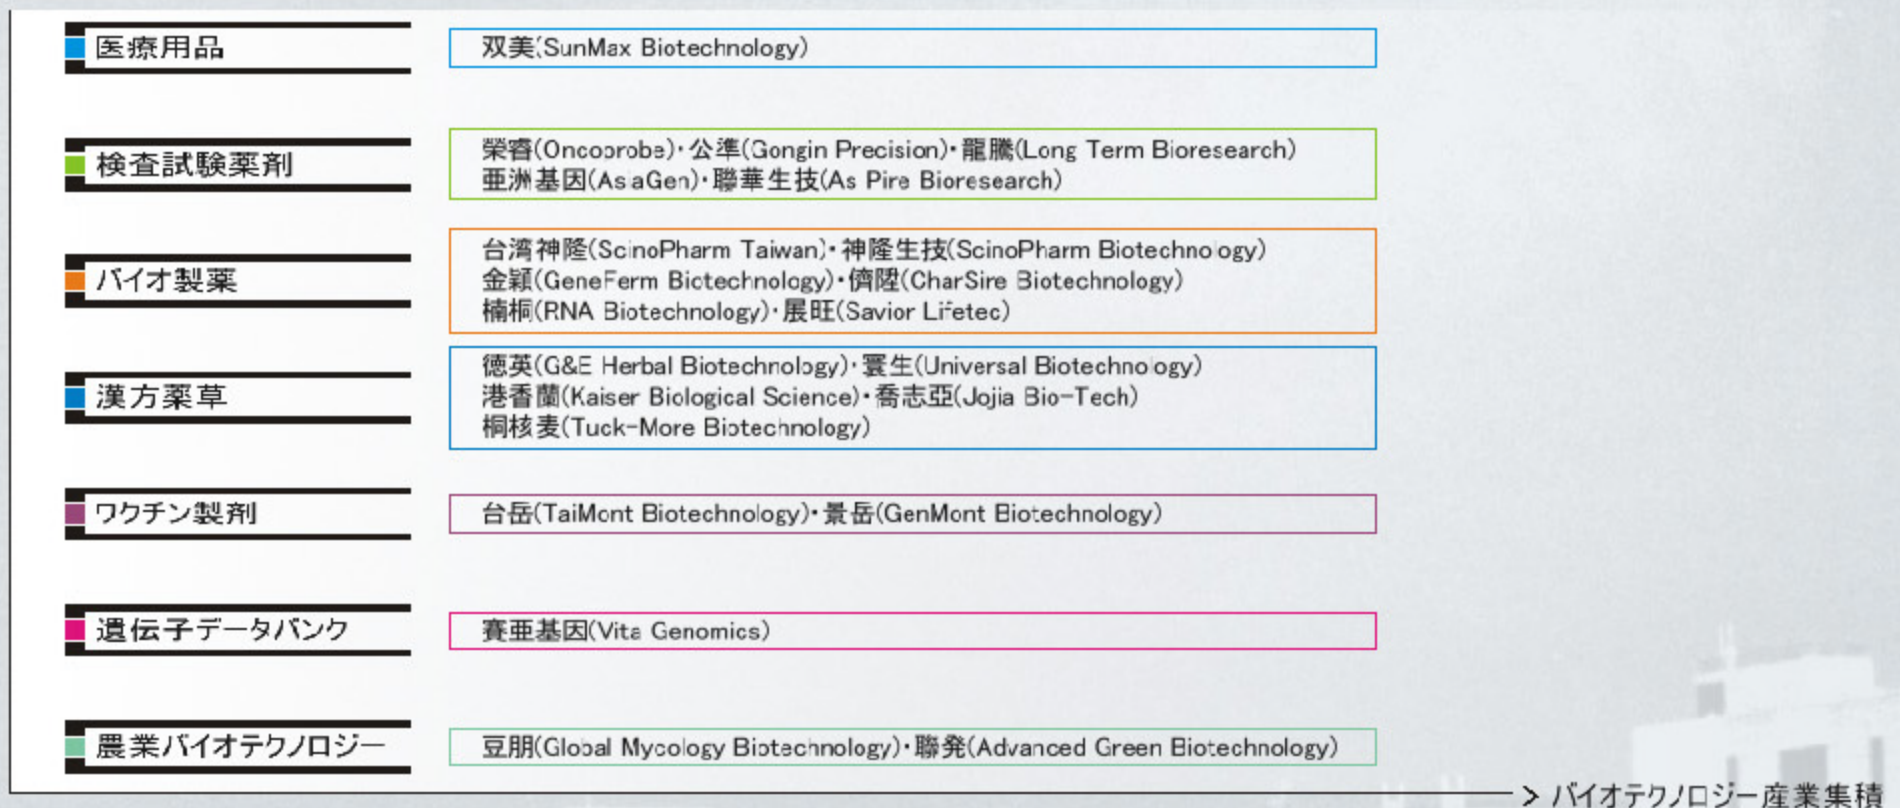 医療用品
双美(SunMax Biotechnology)
検査試験薬剤
榮睿(Oncoprobe)・公準(Gongin Precision)・龍騰(Long Term Bioresearch)
亜洲基因(AsiaGen)・聯華生技(As Pire Bioresearch)
バイオ製薬
台湾神隆(ScinoPharm Taiwan)・神隆生技(ScinoPharm Biotechnology)
金穎(GeneFerm Biotechnology)・儕陞(CharSire Biotechnology)
楠桐(RNA Biotechnology)・展旺(Savior Lifetec)
漢方薬草
德英(G&E Herbal Biotechnology)・寰生(Universal Biotechnology)
港香蘭(Kaiser Biological Science)・喬志亞(Jojia Bio-Tech)
桐核麦(Tuck-More Biotechnology)
ワクチン製剤
台岳(TaiMont Biotechnology)・景岳(GenMont Biotechnology)
遺伝子データバンク
賽亜基因(Vita Genomics)
農業バイオテクノロジー
豆朋(Global Mycology Biotechnology)・聯発(Advanced Green Biotechnology)
> バイオテクノロジー産業集積